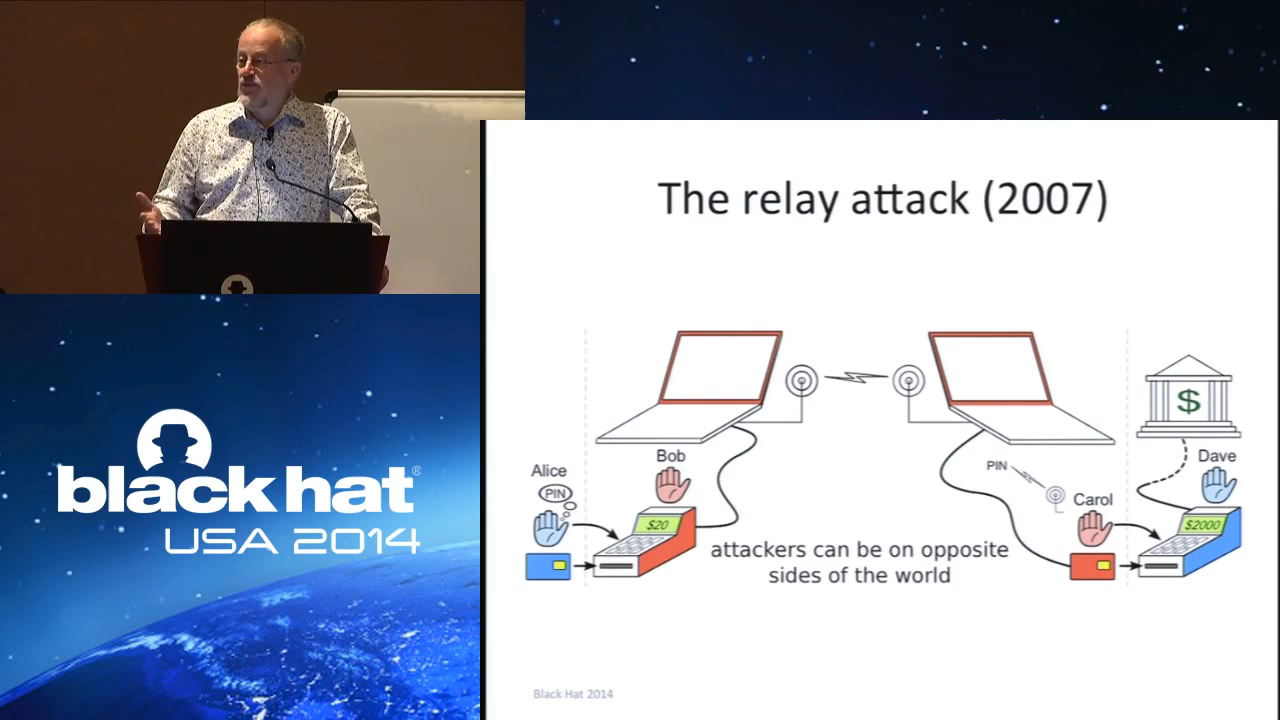 The relay attack (2007)
Alice
PIN
Bob
$20
attackers can be on opposite
sides of the world
PIN
Carol
$
Dave
$2000
Black Hat 2014
black hat®
USA 2014